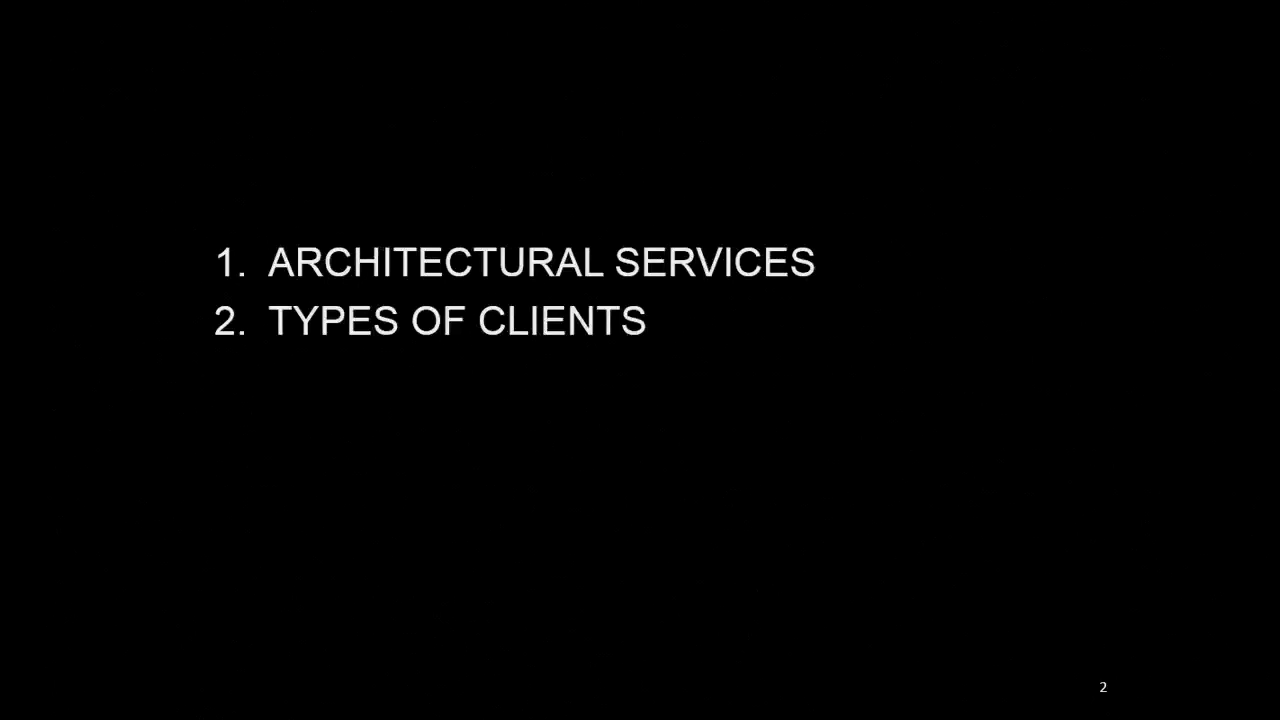 1. ARCHITECTURAL SERVICES
2. TYPES OF CLIENTS
2